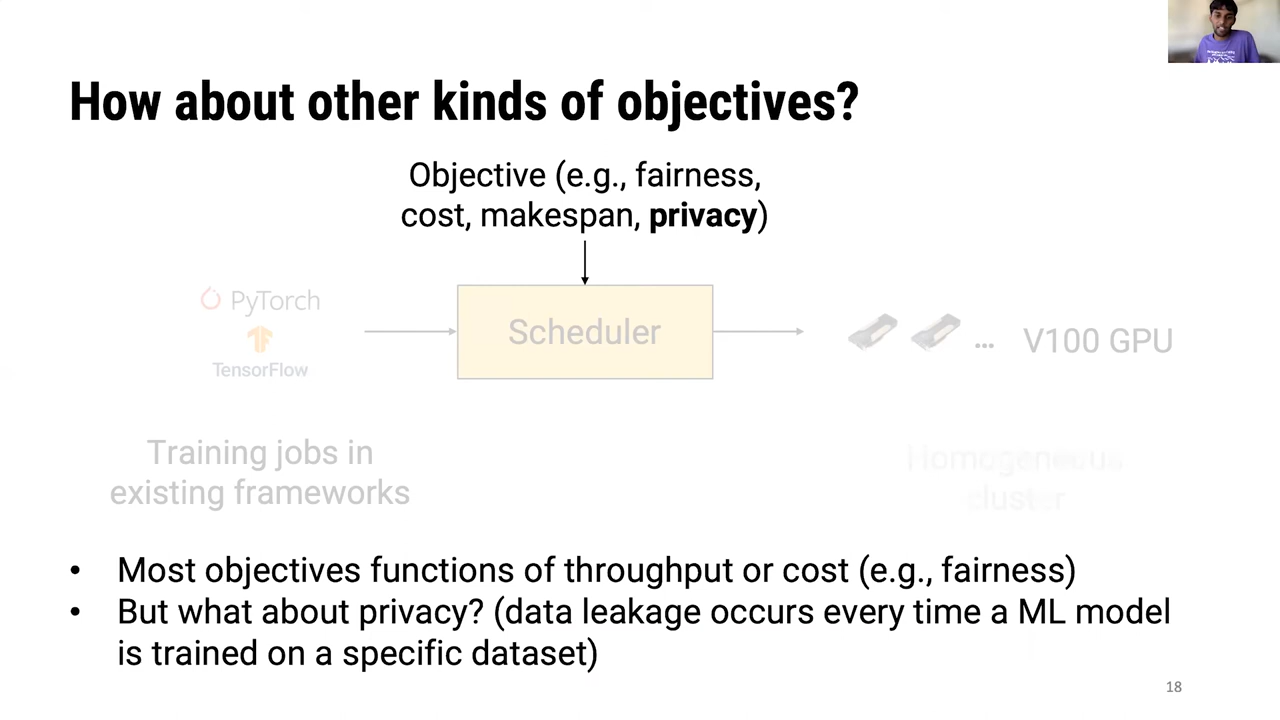 How about other kinds of objectives?
Objective (e.g., fairness,
cost, makespan, privacy)
PyTorch
TensorFlow
Scheduler
... V100 GPU
Training jobs in
existing frameworks
Homogeneous
cluster
• Most objectives functions of throughput or cost (e.g., fairness)
• But what about privacy? (data leakage occurs every time a ML model
is trained on a specific dataset)
18